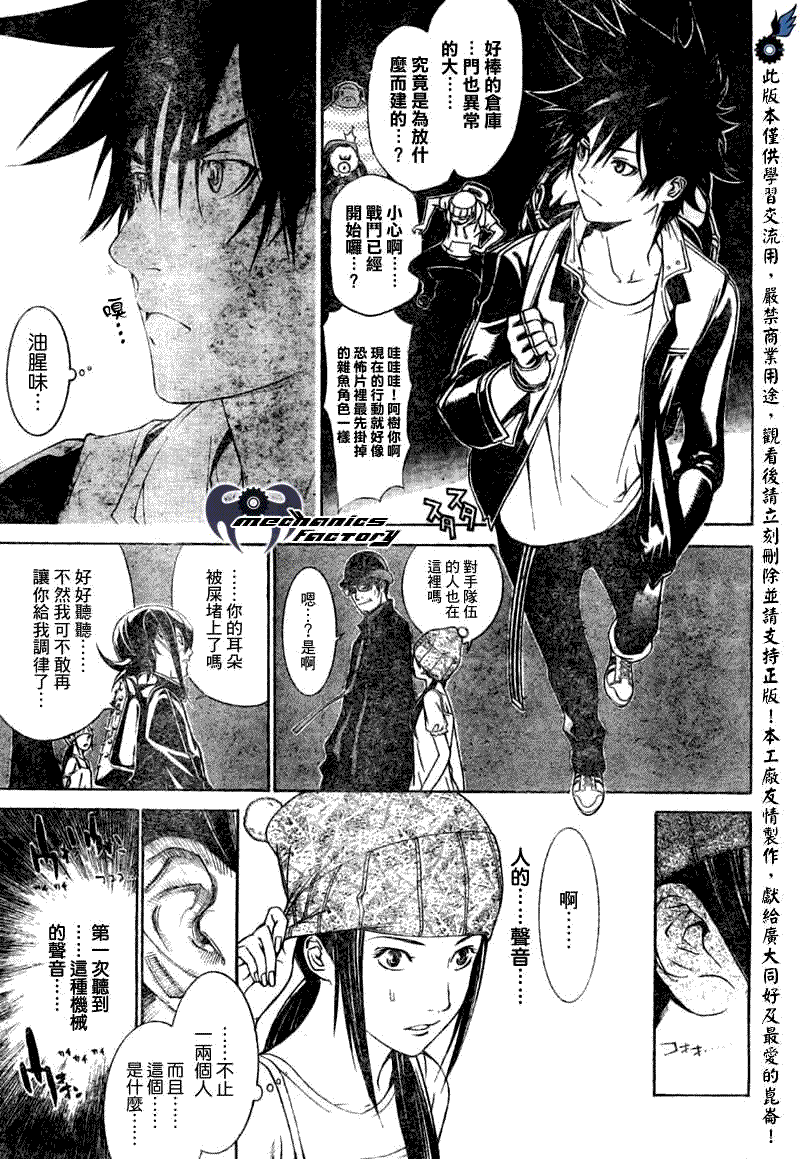 好棒的倉庫
…門也異常
的大……
究竟是為放什
麼而建的…?
小心啊……
戰鬥已經
開始囉…?
哇哇哇！阿樹你啊
現在的行動就好像
恐怖片裡最先掛掉
的雜魚角色一樣
スタ
スタ
嗅…
油腥味…
mechanics
factory
對手隊伍
的人也在
這裡嗎
嗯…?是啊
……你的耳朵
被屎堵上了嗎
好好聽聽……
不然我可不敢再
讓你給我調律了…
コオオ……
啊……
人的……聲音……
……不止
一兩個人
而且…
這個…
是什麼……
第一次聽到
……這種機械
的聲音……
此版本僅供學習交流用，嚴禁商業用途，觀看後請立刻刪除並請支持正版！本工廠友情製作，獻給廣大同好及最愛的崑崙！